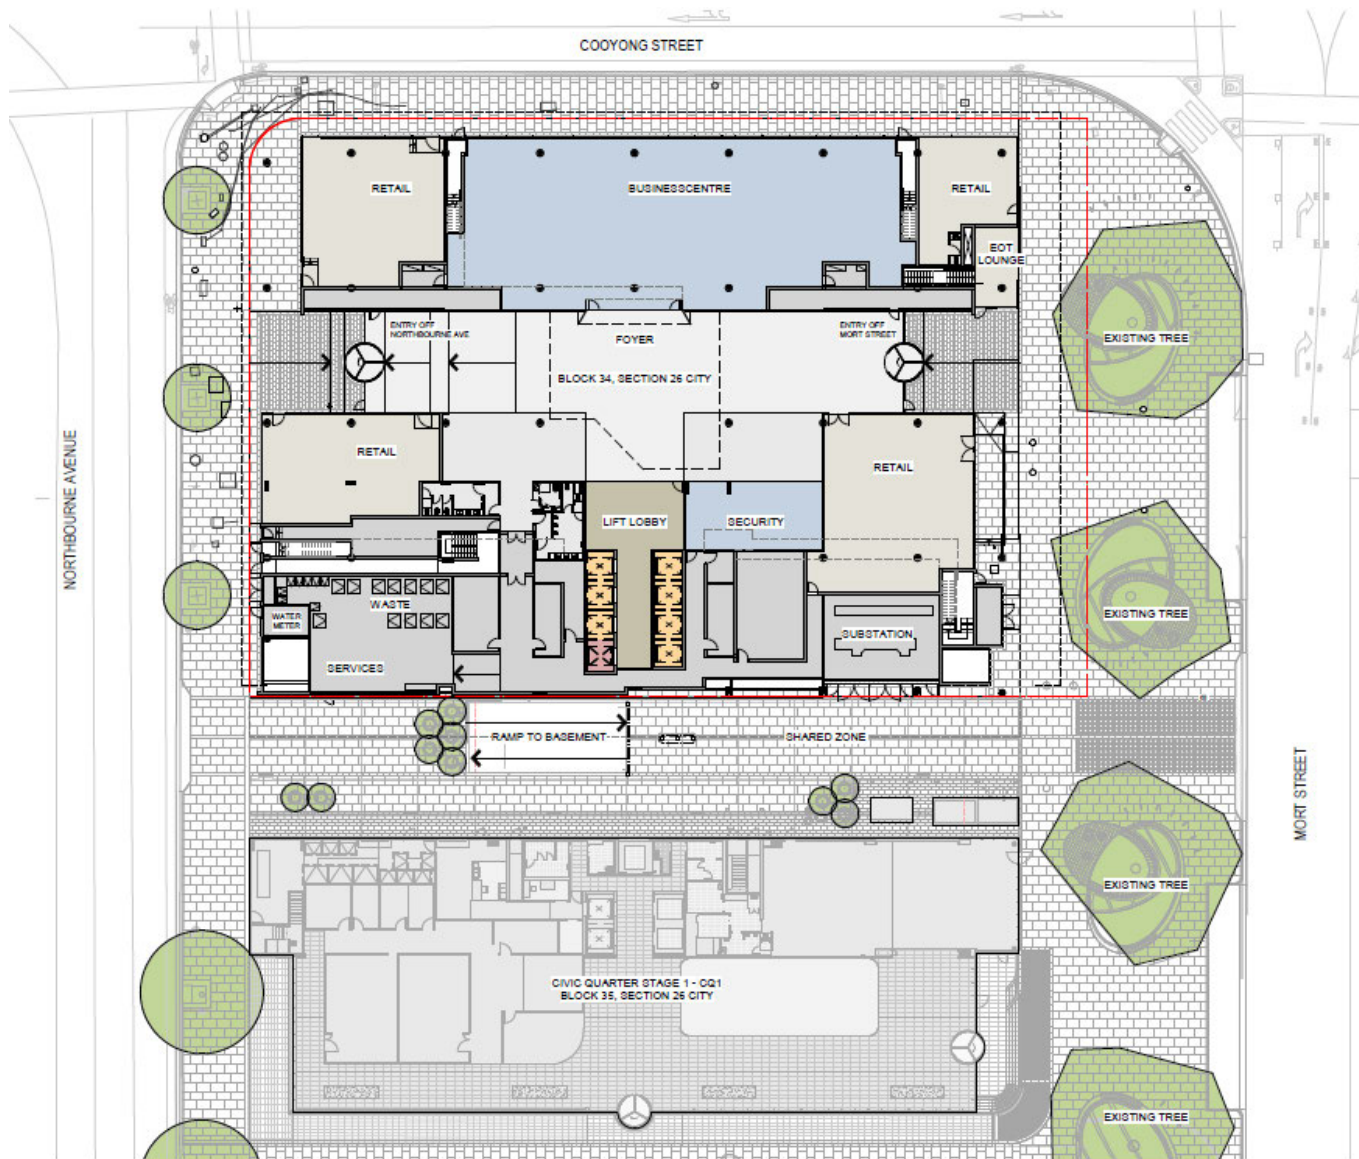 COOYONG STREET
RETAIL
BUSINESSCENTRE
RETAIL
EOT
LOUNGE
ENTRY OFF
NORTHBOURNE AVE.
FOYER
ENTRY OFF
MORT STREET
EXISTING TREE
BLOCK 34, SECTION 26 CITY
NORTHBOURNE AVENUE
RETAIL
RETAIL
LIFT LOBBY
SECURITY
WASTE
WATER
METER
SUBSTATION
EXISTING TREE
SERVICES
RAMP TO BASEMENT
SHARED ZONE
MORT STREET
EXISTING TREE
CIVIC QUARTER STAGE 1 - CQ1
BLOCK 35, SECTION 26 CITY
EXISTING TREE